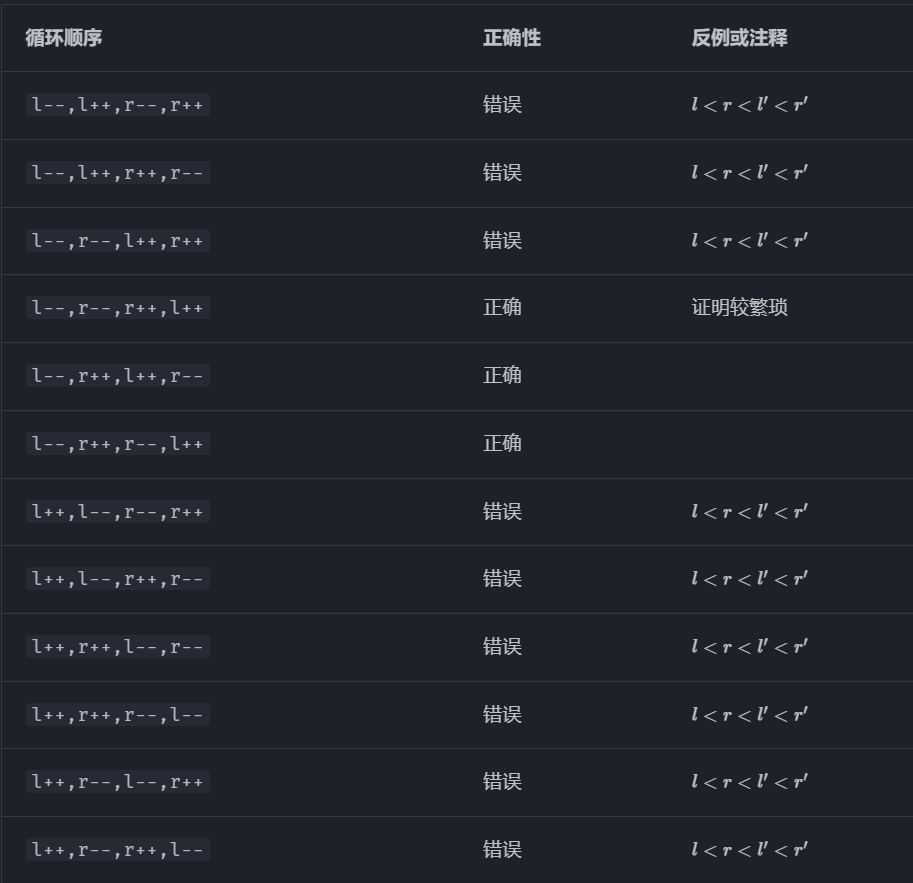 循环顺序 正确性 反例或注释
l--,l++,r--,r++ 错误 l < r < l′ < r′
l--,l++,r++,r-- 错误 l < r < l′ < r′
l--,r--,l++,r++ 错误 l < r < l′ < r′
l--,r--,r++,l++ 正确 证明较繁琐
l--,r++,l++,r-- 正确
l--,r++,r--,l++ 正确
l++,l--,r--,r++ 错误 l < r < l′ < r′
l++,l--,r++,r-- 错误 l < r < l′ < r′
l++,r++,l--,r-- 错误 l < r < l′ < r′
l++,r++,r--,l-- 错误 l < r < l′ < r′
l++,r--,l--,r++ 错误 l < r < l′ < r′
l++,r--,r++,l-- 错误 l < r < l′ < r′